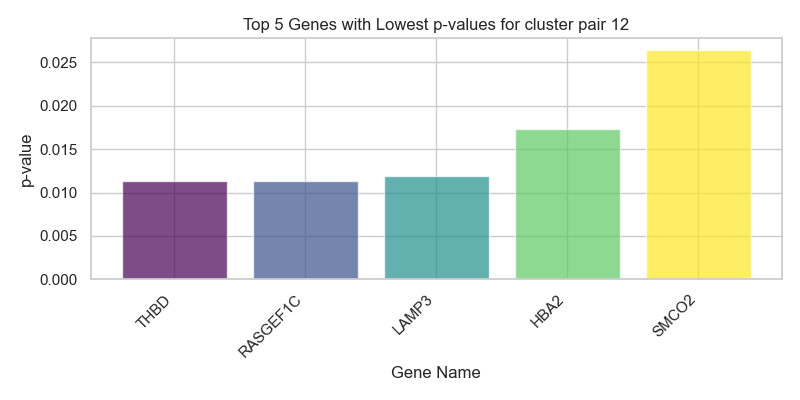 Top 5 Genes with Lowest p-values for cluster pair 12
p-value
0.025
0.020
0.015
0.010
0.005
0.000
THBD
RASGEF1C
LAMP3
HBA2
SMCO2
Gene Name